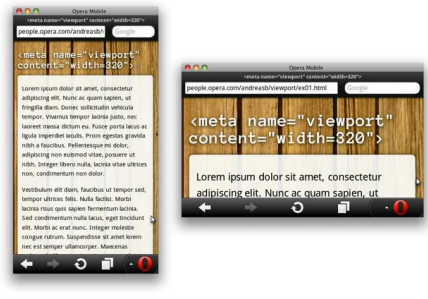 Opera Mobile
<meta name="viewport" content="width=320">
people.opera.com/andreasb/v
Google
<meta name="viewport"
content="width=320">
Lorem ipsum dolor sit amet, consectetur
adipiscing elit. Nunc ac quam sapien, ut
fringilla diam. Donec sollicitudin vehicula
tempor. Vivamus tempor lacinia justo, nec
laoreet massa dictum eu. Fusce porta lacus ac
ligula imperdiet iaculis. Proin egestas gravida
nibh a faucibus. Pellentesque mi dolor,
adipiscing non euismod vitae, posuere ut
nibh. Integer libero nulla, lacinia vitae ultrices
non, condimentum non dolor.
Vestibulum elit diam, faucibus ut tempor sed,
tempor ultrices felis. Nulla facilisi. Morbi
lacinia risus quis sapien fermentum lacinia.
Sed condimentum nulla lacus, eget tincidunt
elit. Morbi ac erat nunc. Integer molestie
congue rutrum. Suspendisse sit amet lorem
nec est semper ullamcorper. Maecenas
Opera Mobile
<meta name="viewport" content="width=320">
people.opera.com/andreasb/viewport/ex01.html
Google
<meta name="viewport"
content="width=320">
Lorem ipsum dolor sit amet, consectetur
adipiscing elit. Nunc ac quam sapien, ut